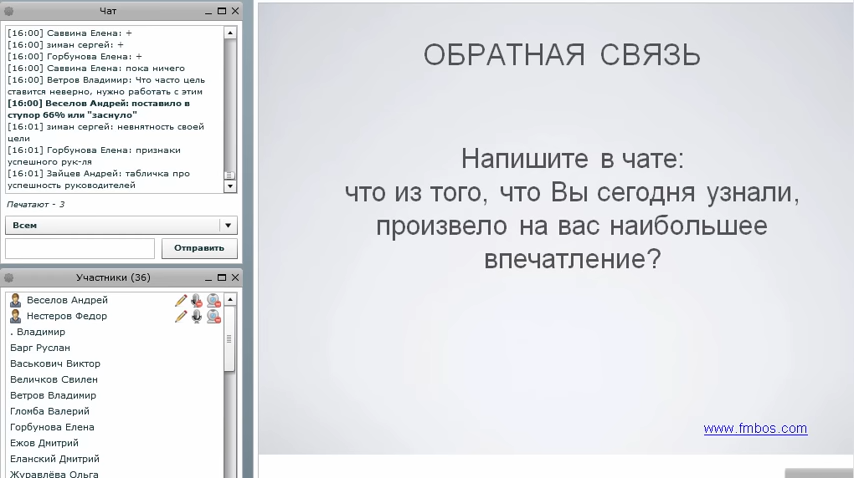 Чат
[16:00] Саввина Елена: +
[16:00] зиман сергей: +
[16:00] Горбунова Елена: +
[16:00] Саввина Елена: пока ничего
[16:00] Ветров Владимир: Что часто цель
ставится неверно, нужно работать с этим
[16:00] Веселов Андрей: поставило в
ступор 66% или "заснуло"
[16:01] зиман сергей: невнятность своей
цели
[16:01] Горбунова Елена: признаки
успешного рук-ля
[16:01] Зайцев Андрей: табличка про
успешность руководителей
Печатают - 3
Всем
Отправить
Участники (36)
Веселов Андрей
Нестеров Федор
. Владимир
Барг Руслан
Васькович Виктор
Величков Свилен
Ветров Владимир
Гломба Валерий
Горбунова Елена
Ежов Дмитрий
Еланский Дмитрий
Журавлёва Ольга
ОБРАТНАЯ СВЯЗЬ
Напишите в чате:
что из того, что Вы сегодня узнали,
произвело на вас наибольшее
впечатление?
www.fmbos.com